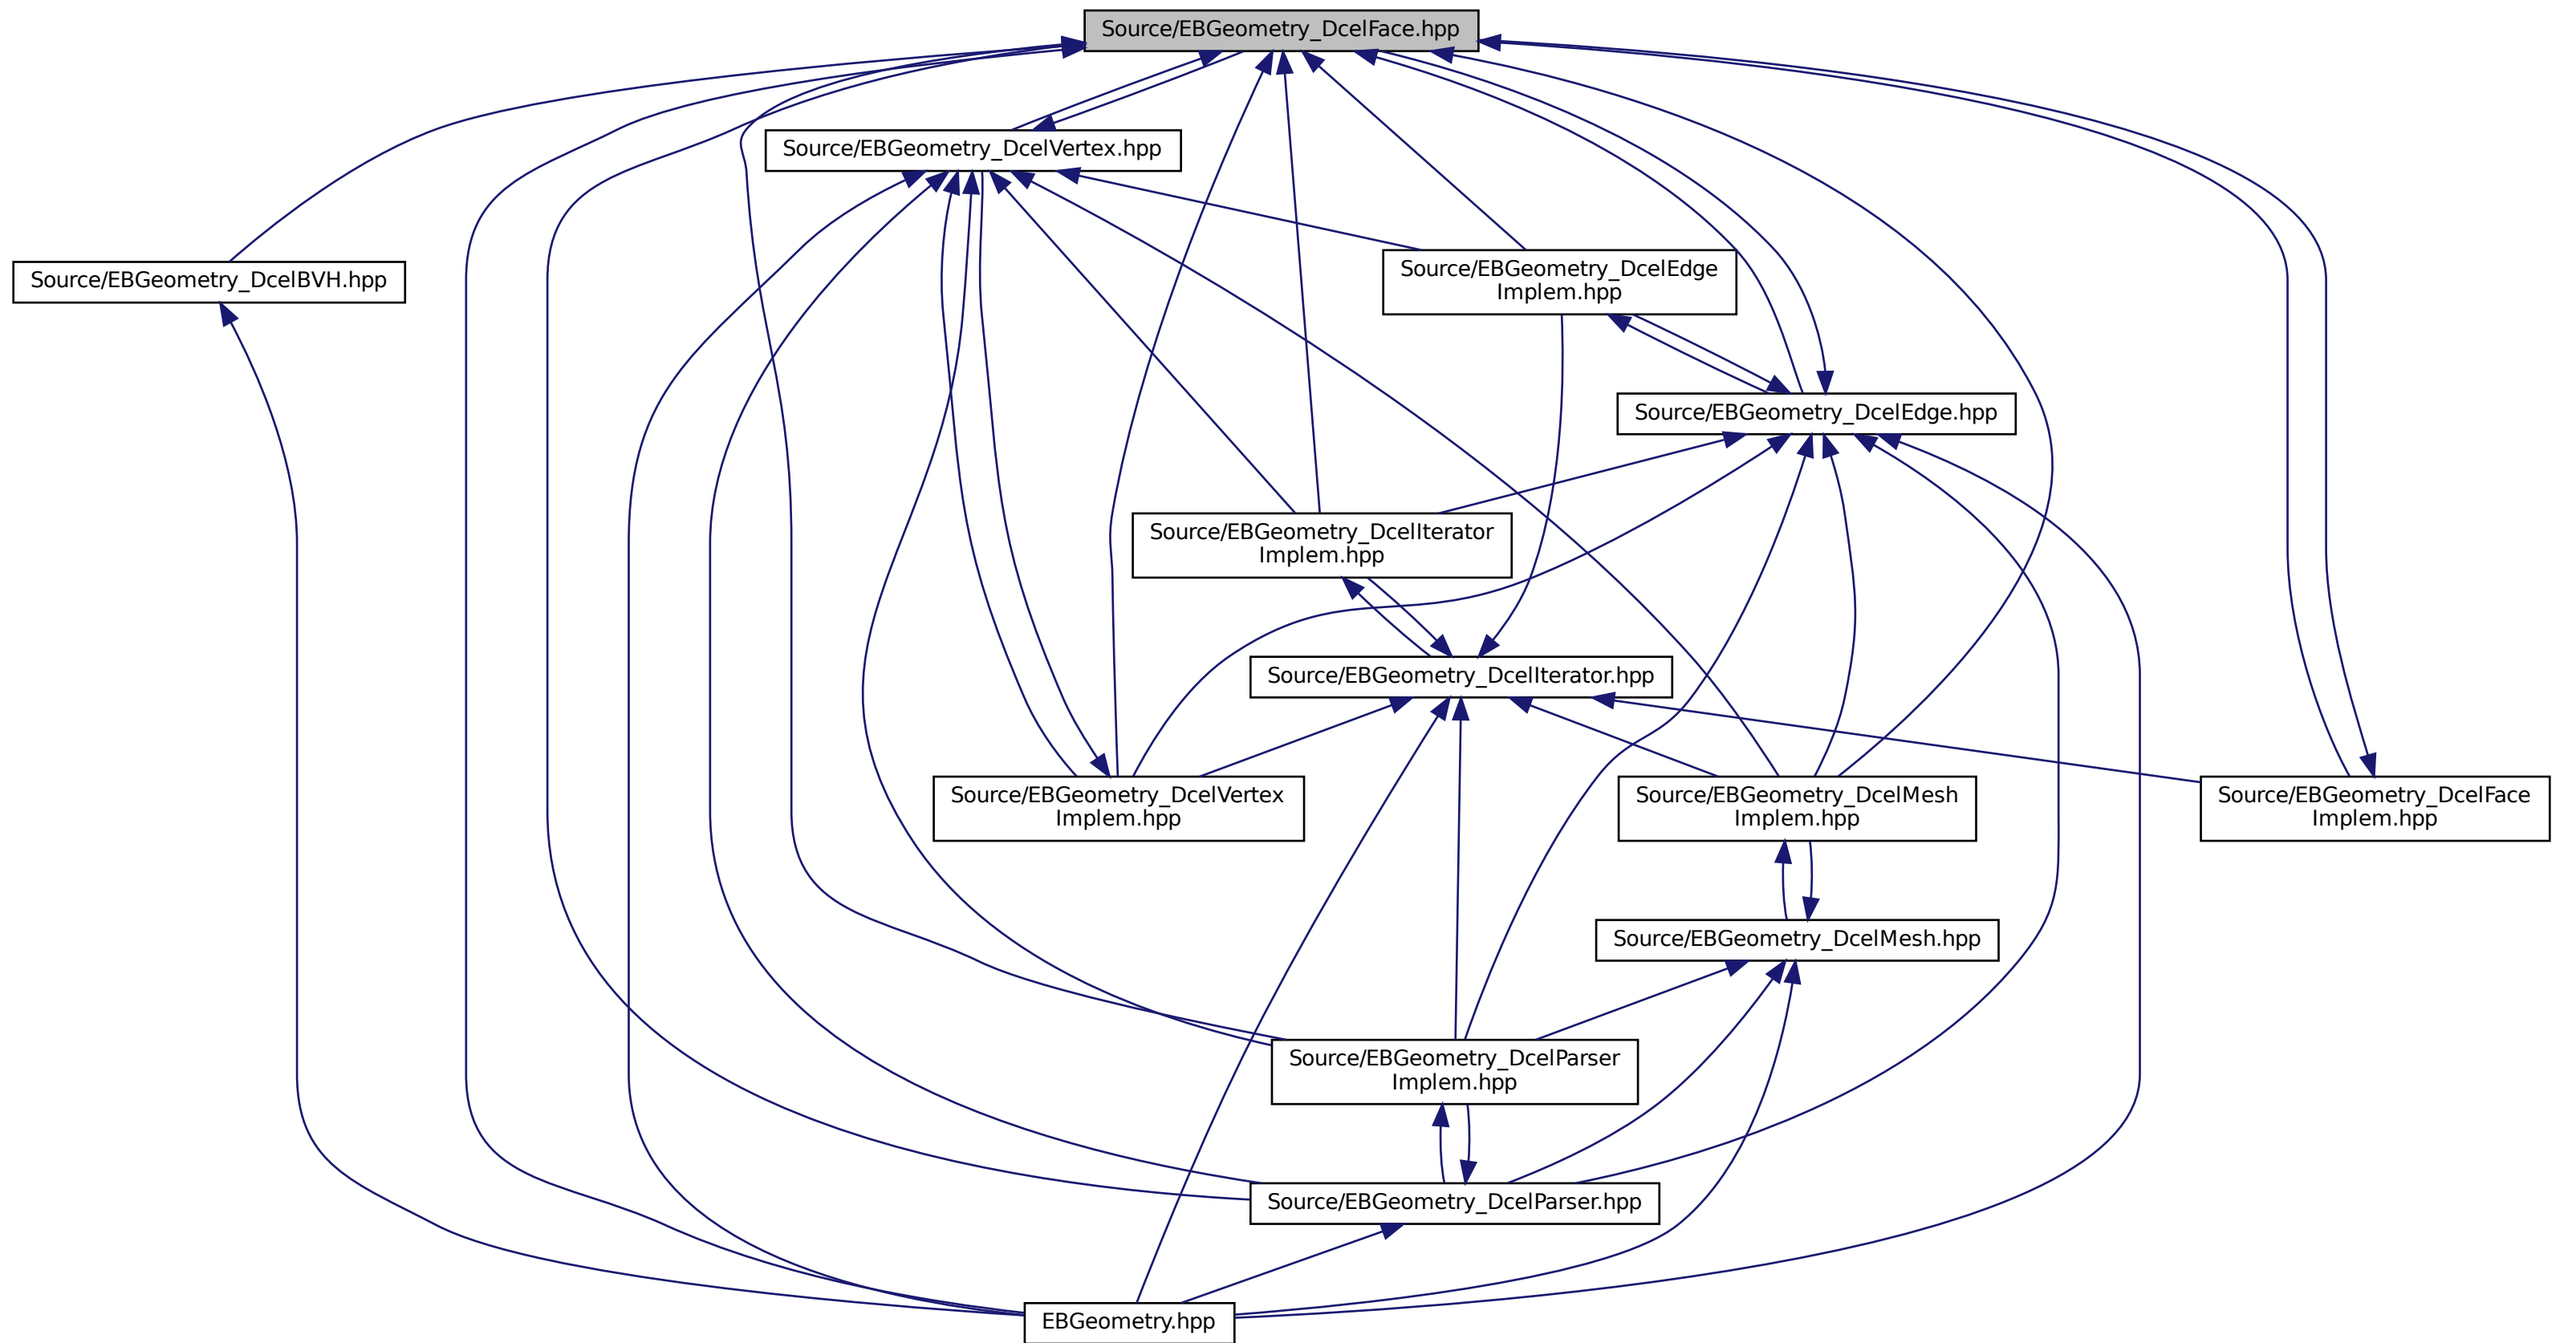 Source/EBGeometry_DcelFace.hpp
Source/EBGeometry_DcelVertex.hpp
Source/EBGeometry_DcelBVH.hpp
Source/EBGeometry_DcelEdge
Implem.hpp
Source/EBGeometry_DcelEdge.hpp
Source/EBGeometry_DcelIterator
Implem.hpp
Source/EBGeometry_DcelIterator.hpp
Source/EBGeometry_DcelVertex
Implem.hpp
Source/EBGeometry_DcelMesh
Implem.hpp
Source/EBGeometry_DcelFace
Implem.hpp
Source/EBGeometry_DcelMesh.hpp
Source/EBGeometry_DcelParser
Implem.hpp
Source/EBGeometry_DcelParser.hpp
EBGeometry.hpp